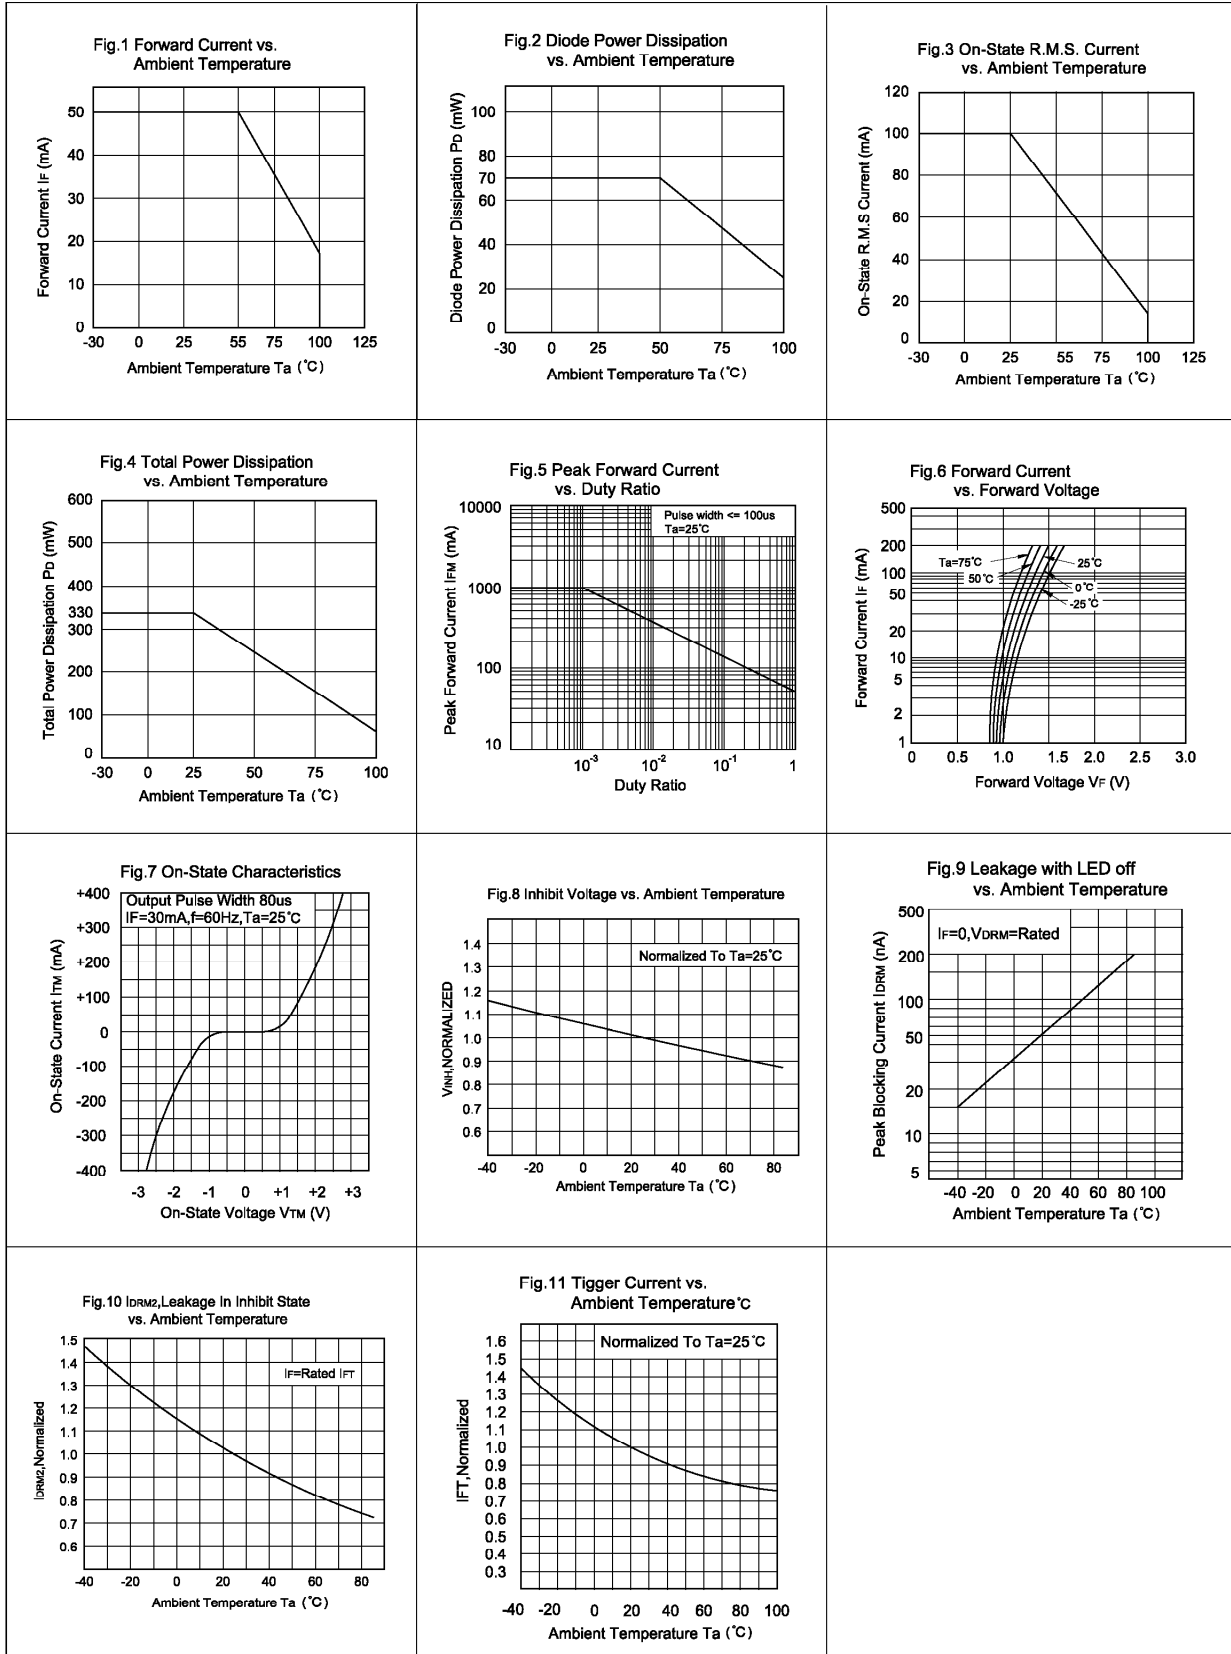 Fig.1 Forward Current vs.
Ambient Temperature
Forward Current IF (mA)
50
40
30
20
10
0
-30 0 25 55 75 100 125
Ambient Temperature Ta (°C)
Fig.2 Diode Power Dissipation
vs. Ambient Temperature
Diode Power Dissipation PD (mW)
100
80
70
60
40
20
0
-30 0 25 50 75 100
Ambient Temperature Ta (°C)
Fig.3 On-State R.M.S. Current
vs. Ambient Temperature
On-State R.M.S Current (mA)
120
100
80
60
40
20
0
-30 0 25 55 75 100 125
Ambient Temperature Ta (°C)
Fig.4 Total Power Dissipation
vs. Ambient Temperature
Total Power Dissipation PD (mW)
600
500
400
330
300
200
100
0
-30 0 25 50 75 100
Ambient Temperature Ta (°C)
Fig.5 Peak Forward Current
vs. Duty Ratio
Peak Forward Current IFM (mA)
Pulse width <= 100us
Ta=25°C
10000
1000
100
10
10-3 10-2 10-1 1
Duty Ratio
Fig.6 Forward Current
vs. Forward Voltage
Forward Current IF (mA)
500
200
100
50
20
10
5
2
1
Ta=75°C
50°C
25°C
0°C
-25°C
0 0.5 1.0 1.5 2.0 2.5 3.0
Forward Voltage VF (V)
Fig.7 On-State Characteristics
On-State Current ITM (mA)
Output Pulse Width 80us
IF=30mA,f=60Hz,Ta=25°C
+400
+300
+200
+100
0
-100
-200
-300
-400
-3 -2 -1 0 +1 +2 +3
On-State Voltage VTM (V)
Fig.8 Inhibit Voltage vs. Ambient Temperature
VINH,NORMALIZED
Normalized To Ta=25°C
1.4
1.3
1.2
1.1
1.0
0.9
0.8
0.7
0.6
-40 -20 0 20 40 60 80
Ambient Temperature Ta (°C)
Fig.9 Leakage with LED off
vs. Ambient Temperature
Peak Blocking Current IDRM (nA)
IF=0,VDRM=Rated
500
200
100
50
20
10
5
-40 -20 0 20 40 60 80 100
Ambient Temperature Ta (°C)
Fig.10 IDRM2,Leakage In Inhibit State
vs. Ambient Temperature
IDRM2,Normalized
IF=Rated IFT
1.5
1.4
1.3
1.2
1.1
1.0
0.9
0.8
0.7
0.6
-40 -20 0 20 40 60 80
Ambient Temperature Ta (°C)
Fig.11 Tigger Current vs.
Ambient Temperature°C
IFT,Normalized
Normalized To Ta=25°C
1.6
1.5
1.4
1.3
1.2
1.1
1.0
0.9
0.8
0.7
0.6
0.5
0.4
0.3
-40 -20 0 20 40 60 80 100
Ambient Temperature Ta (°C)